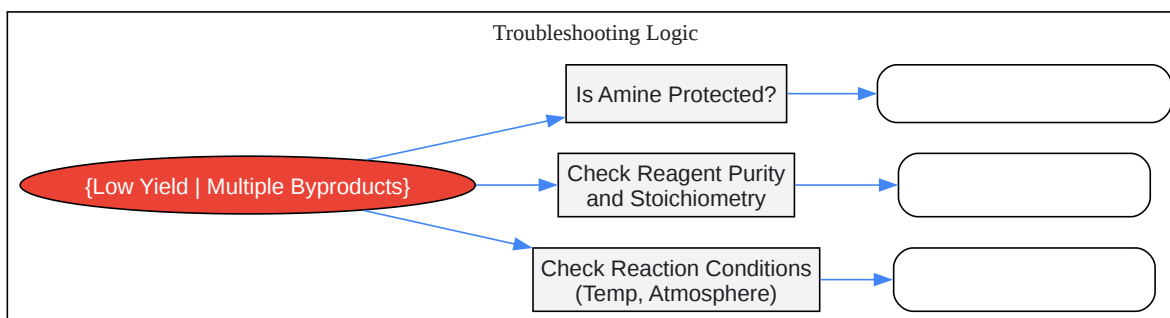 Troubleshooting Logic
Is Amine Protected?
{Low Yield | Multiple Byproducts}
Check Reagent Purity
and Stoichiometry
Check Reaction Conditions
(Temp, Atmosphere)